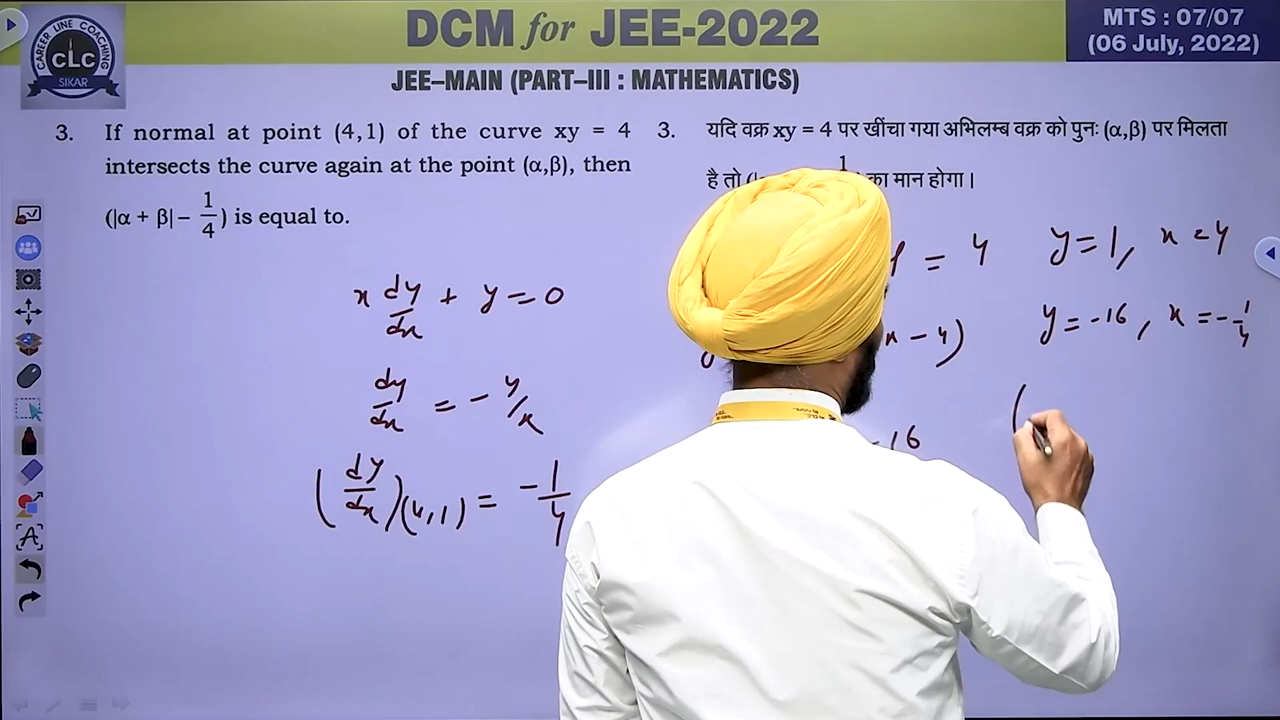 DCM for JEE-2022
MTS : 07/07
(06 July, 2022)
CAREER LINE COACHING
CLC
SIKAR
JEE–MAIN (PART–III : MATHEMATICS)
3. If normal at point (4,1) of the curve xy = 4
intersects the curve again at the point (α,β), then
(|α + β| – 1/4) is equal to.
3. यदि वक्र xy = 4 पर खींचा गया अभिलम्ब वक्र को पुनः (α,β) पर मिलता
है तो का मान होगा।
x dy/dx + y = 0
dy/dx = - y/x
(dy/dx)(4,1) = -1/4
= 4
x - 4)
-16
y = 1, x = 4
y = -16, x = -1/4
(